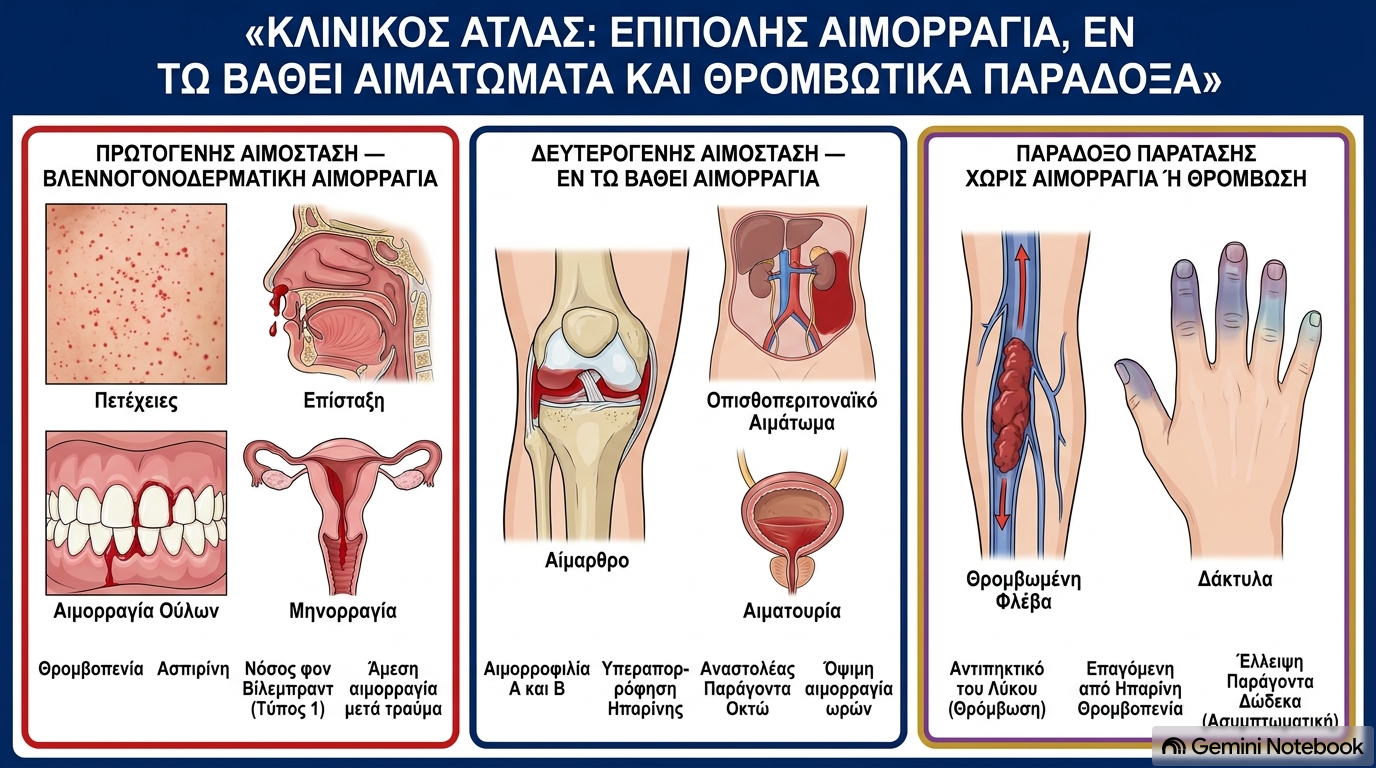 «ΚΛΙΝΙΚΟΣ ΑΤΛΑΣ: ΕΠΙΠΟΛΗΣ ΑΙΜΟΡΡΑΓΙΑ, ΕΝ
ΤΩ ΒΑΘΕΙ ΑΙΜΑΤΩΜΑΤΑ ΚΑΙ ΘΡΟΜΒΩΤΙΚΑ ΠΑΡΑΔΟΞΑ»
ΠΡΩΤΟΓΕΝΗΣ ΑΙΜΟΣΤΑΣΗ —
ΒΛΕΝΝΟΓΟΝΟΔΕΡΜΑΤΙΚΗ ΑΙΜΟΡΡΑΓΙΑ
Πετέχειες
Επίσταξη
Αιμορραγία Ούλων
Μηνορραγία
Θρομβοπενία
Ασπιρίνη
Νόσος φον
Βίλεμπραντ
(Τύπος 1)
Άμεση
αιμορραγία
μετά τραύμα
ΔΕΥΤΕΡΟΓΕΝΗΣ ΑΙΜΟΣΤΑΣΗ —
ΕΝ ΤΩ ΒΑΘΕΙ ΑΙΜΟΡΡΑΓΙΑ
Αίμαρθρο
Οπισθοπεριτοναϊκό
Αιμάτωμα
Αιματουρία
Αιμορροφιλία
Α και Β
Υπεραπορ-
ρόφηση
Ηπαρίνης
Αναστολέας
Παράγοντα
Οκτώ
Όψιμη
αιμορραγία
ωρών
ΠΑΡΑΔΟΞΟ ΠΑΡΑΤΑΣΗΣ
ΧΩΡΙΣ ΑΙΜΟΡΡΑΓΙΑ Ή ΘΡΟΜΒΩΣΗ
Θρομβωμένη
Φλέβα
Δάκτυλα
Αντιπηκτικό
του Λύκου
(Θρόμβωση)
Επαγόμενη
από Ηπαρίνη
Θρομβοπενία
Έλλειψη
Παράγοντα
Δώδεκα
(Ασυμπτωματική)
Gemini Notebook